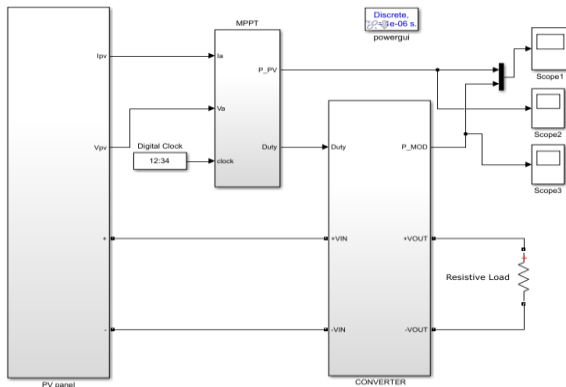 MPPT
Discrete,
e-06 s.
powergui
Ipv
Ia
P_PV
Scope1
Va
Vpv
Digital Clock
12:34
clock
Duty
Duty
P_MOD
Scope2
Scope3
+
+VIN
+VOUT
Resistive Load
-
-VIN
-VOUT
PV panel
CONVERTER